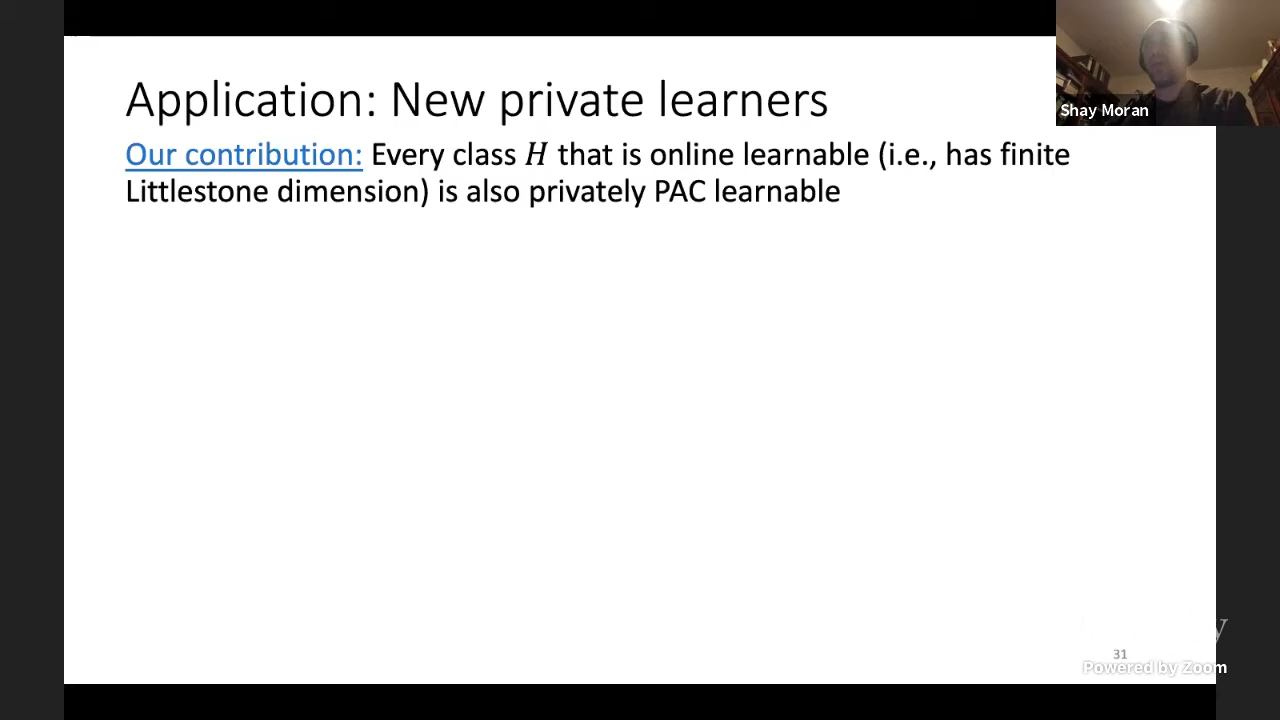 Application: New private learners
Shay Moran
Our contribution: Every class H that is online learnable (i.e., has finite
Littlestone dimension) is also privately PAC learnable
y
31
Powered by Zoom